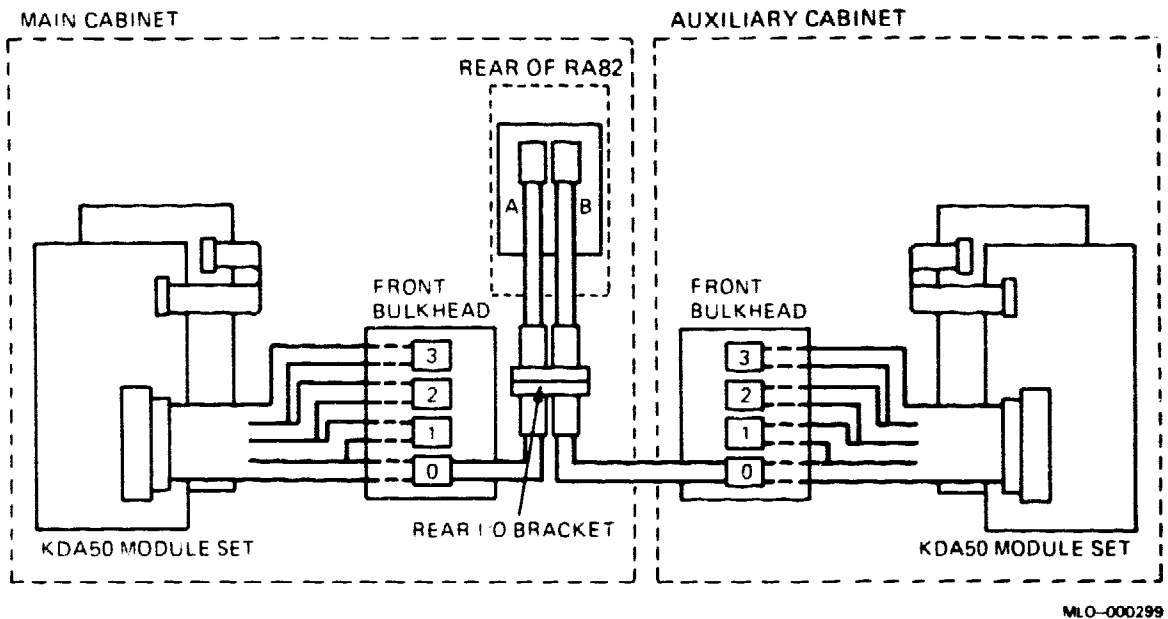 MAIN CABINET
AUXILIARY CABINET
REAR OF RA82
A
B
FRONT
BULKHEAD
3
2
1
0
FRONT
BULKHEAD
3
2
1
0
REAR I/O BRACKET
KDA50 MODULE SET
KDA50 MODULE SET
MLO-000299